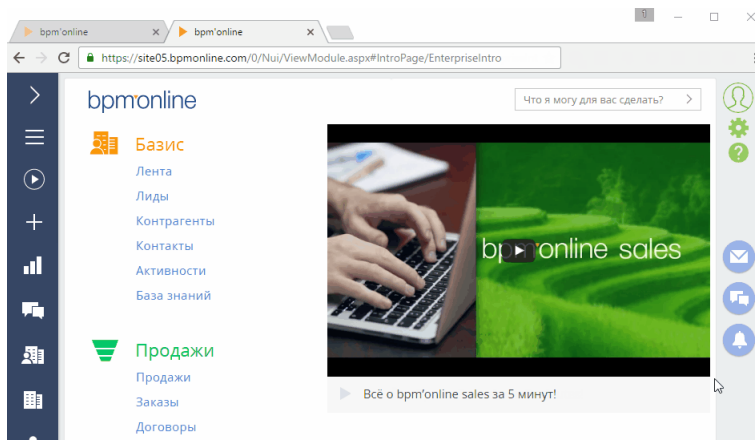 bpm'online
bpm'online
https://site05.bpmonline.com/0/Nui/ViewModule.aspx#IntroPage/EnterpriseIntro
bpm'online
Что я могу для вас сделать?
Базис
Лента
Лиды
Контрагенты
Контакты
Активности
База знаний
bpm'online sales
Всё о bpm'online sales за 5 минут!
Продажи
Продажи
Заказы
Договоры